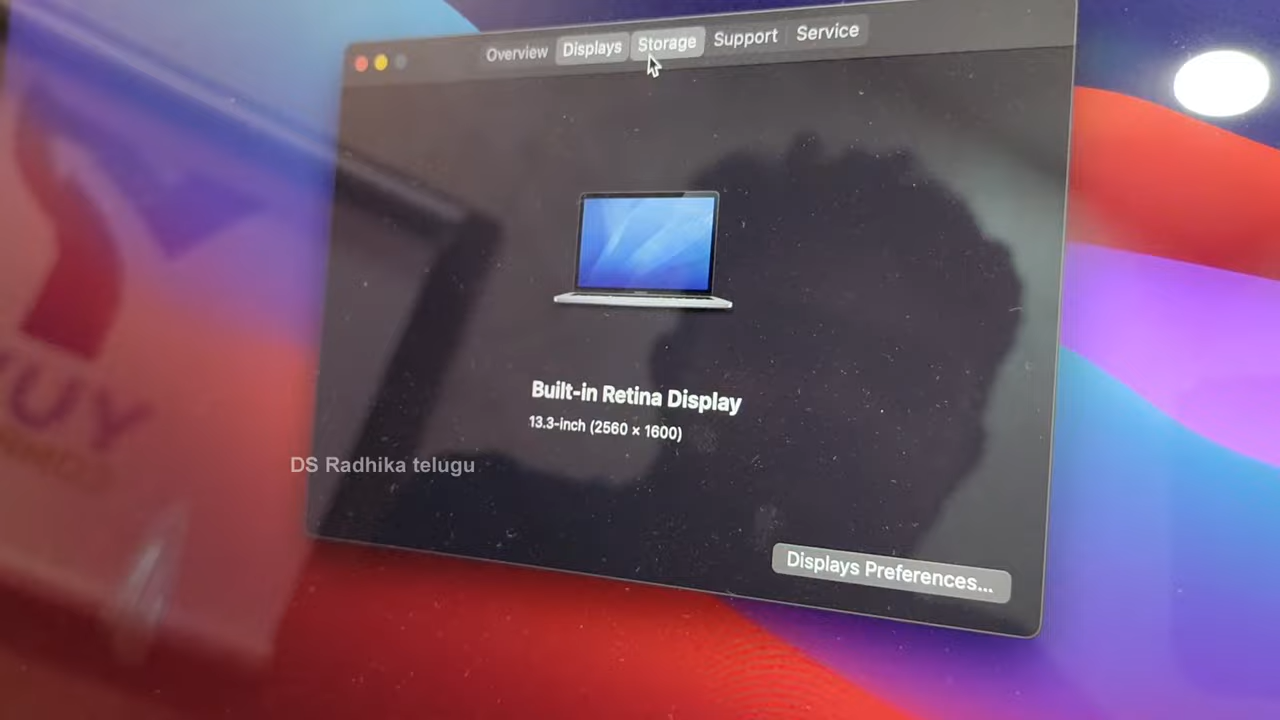 Overview Displays Storage Support Service
Built-in Retina Display
13.3-inch (2560 × 1600)
DS Radhika telugu
Displays Preferences...